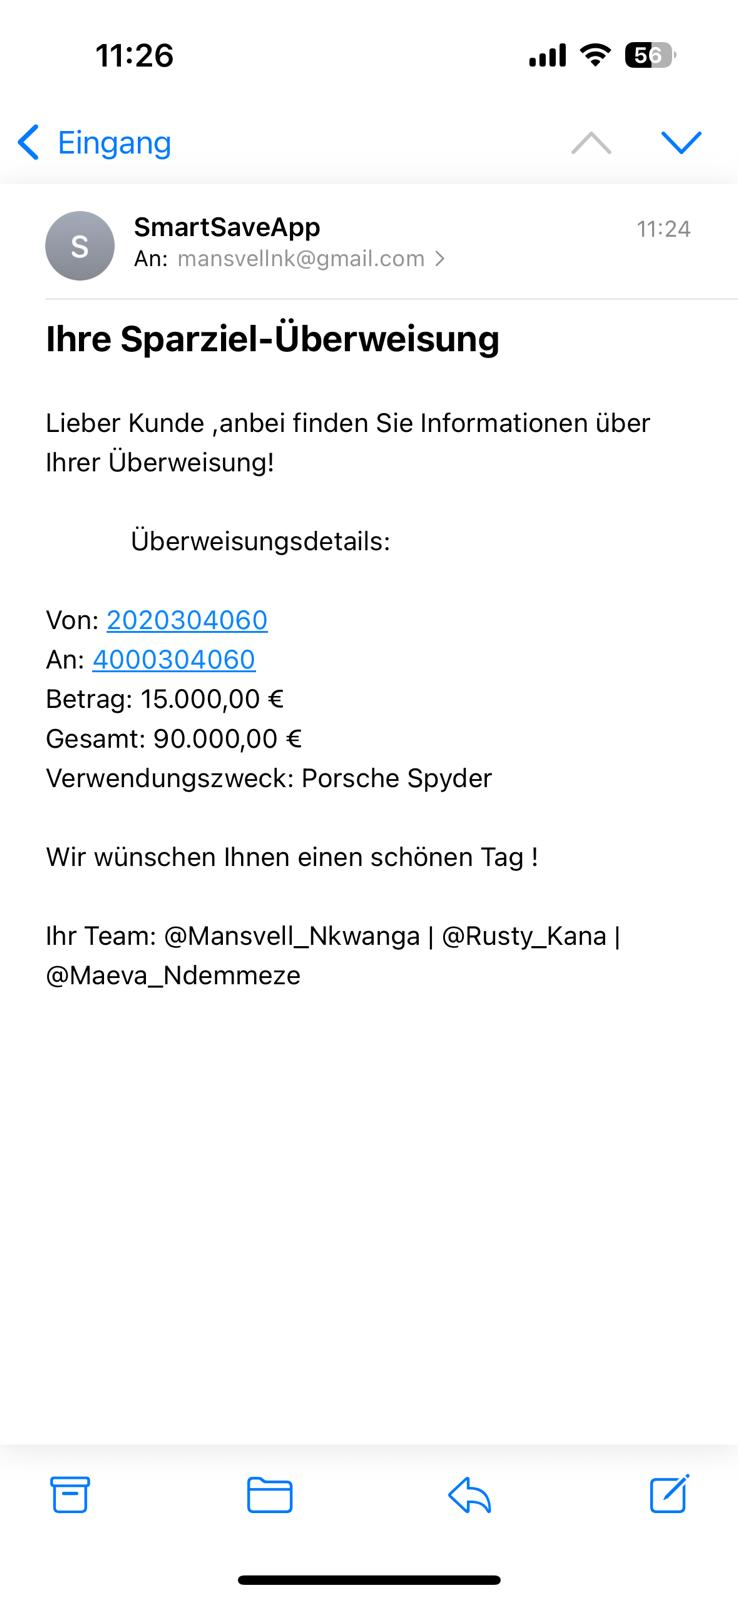 11:26
56
Eingang
S
SmartSaveApp
11:24
An: mansvellnk@gmail.com
Ihre Sparziel-Überweisung
Lieber Kunde ,anbei finden Sie Informationen über
Ihrer Überweisung!
Überweisungsdetails:
Von: 2020304060
An: 4000304060
Betrag: 15.000,00 €
Gesamt: 90.000,00 €
Verwendungszweck: Porsche Spyder
Wir wünschen Ihnen einen schönen Tag !
Ihr Team: @Mansvell_Nkwanga | @Rusty_Kana |
@Maeva_Ndemmeze